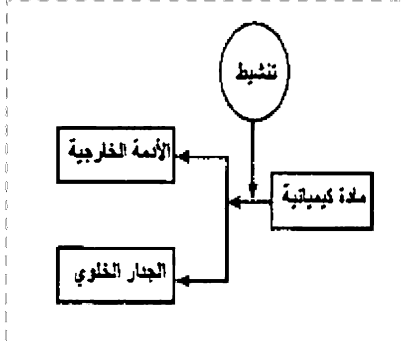 تنشيط
الأدمة الخارجية
مادة كيميائية
الجدار الخلوي